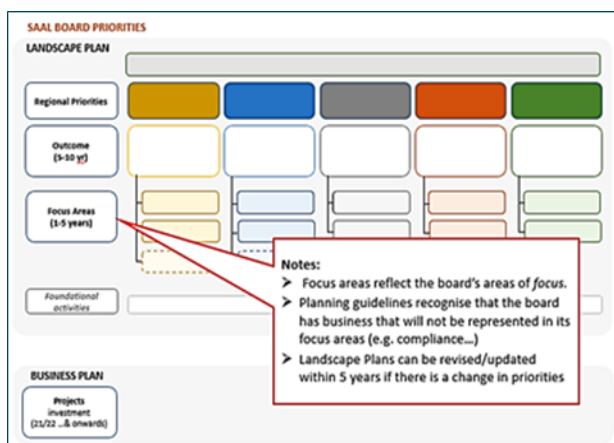 SAAL BOARD PRIORITIES
LANDSCAPE PLAN
Regional Priorities
Outcome
(5-10 yr)
Focus Areas
(1-5 years)
Notes:
➤ Focus areas reflect the board's areas of focus.
➤ Planning guidelines recognise that the board
has business that will not be represented in its
focus areas (e.g. compliance...)
➤ Landscape Plans can be revised/updated
within 5 years if there is a change in priorities
Foundational
activities
BUSINESS PLAN
Projects
investment
(21/22 ...& onwards)